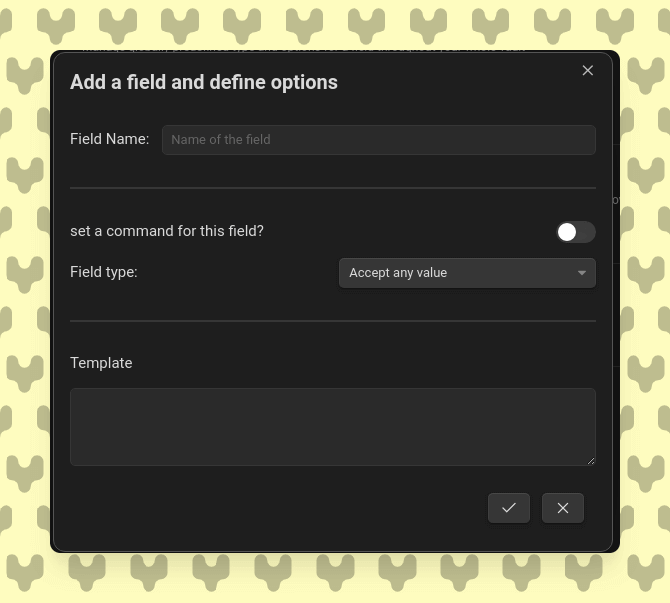 Add a field and define options
Field Name: Name of the field
set a command for this field?
Field type: Accept any value
Template